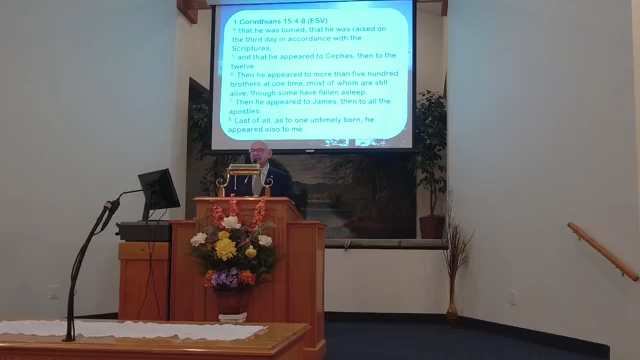 1 Corinthians 15:4-8 (ESV)
4 that he was buried, that he was raised on
the third day in accordance with the
Scriptures,
5 and that he appeared to Cephas, then to the
twelve.
6 Then he appeared to more than five hundred
brothers at one time, most of whom are still
alive, though some have fallen asleep.
7 Then he appeared to James, then to all the
apostles.
8 Last of all, as to one untimely born, he
appeared also to me.